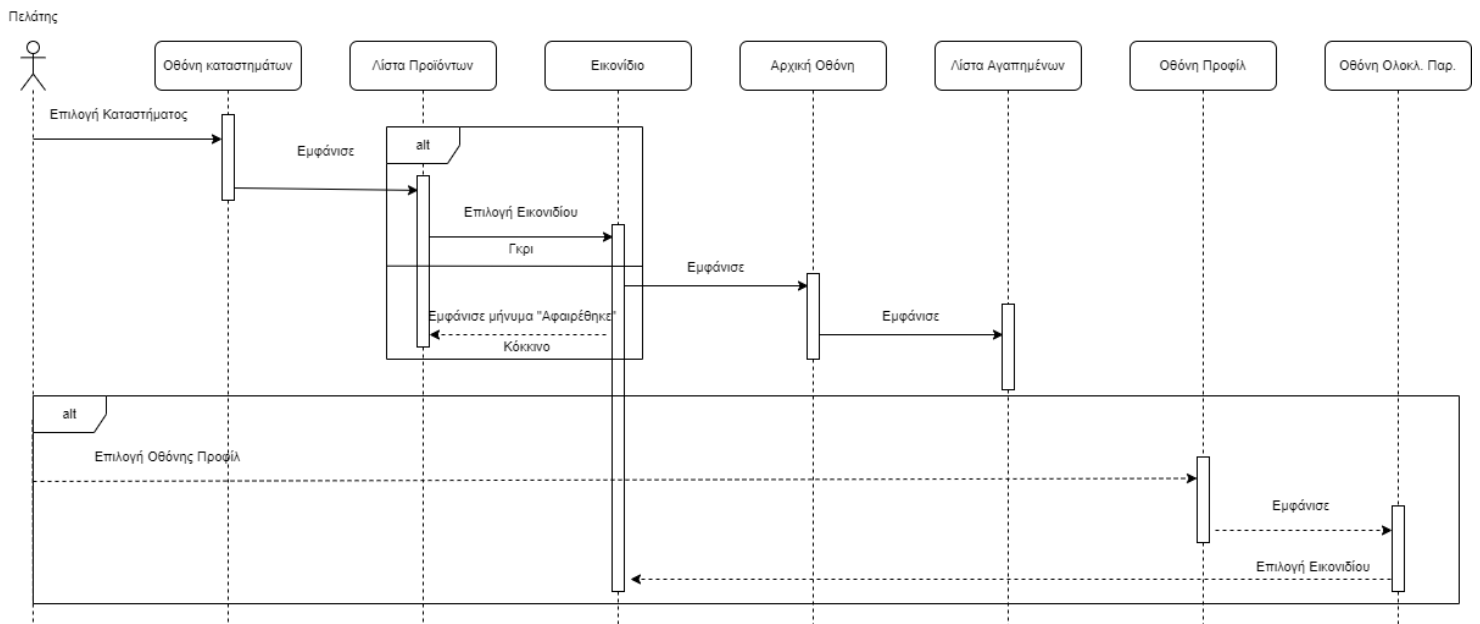 Πελάτης
Οθόνη καταστημάτων
Λίστα Προϊόντων
Εικονίδιο
Αρχική Οθόνη
Λίστα Αγαπημένων
Οθόνη Προφίλ
Οθόνη Ολοκλ. Παρ.
Επιλογή Καταστήματος
Εμφάνισε
alt
Επιλογή Εικονιδίου
Γκρι
Εμφάνισε
Εμφάνισε μήνυμα "Αφαιρέθηκε"
Εμφάνισε
Κόκκινο
alt
Επιλογή Οθόνης Προφίλ
Εμφάνισε
Επιλογή Εικονιδίου